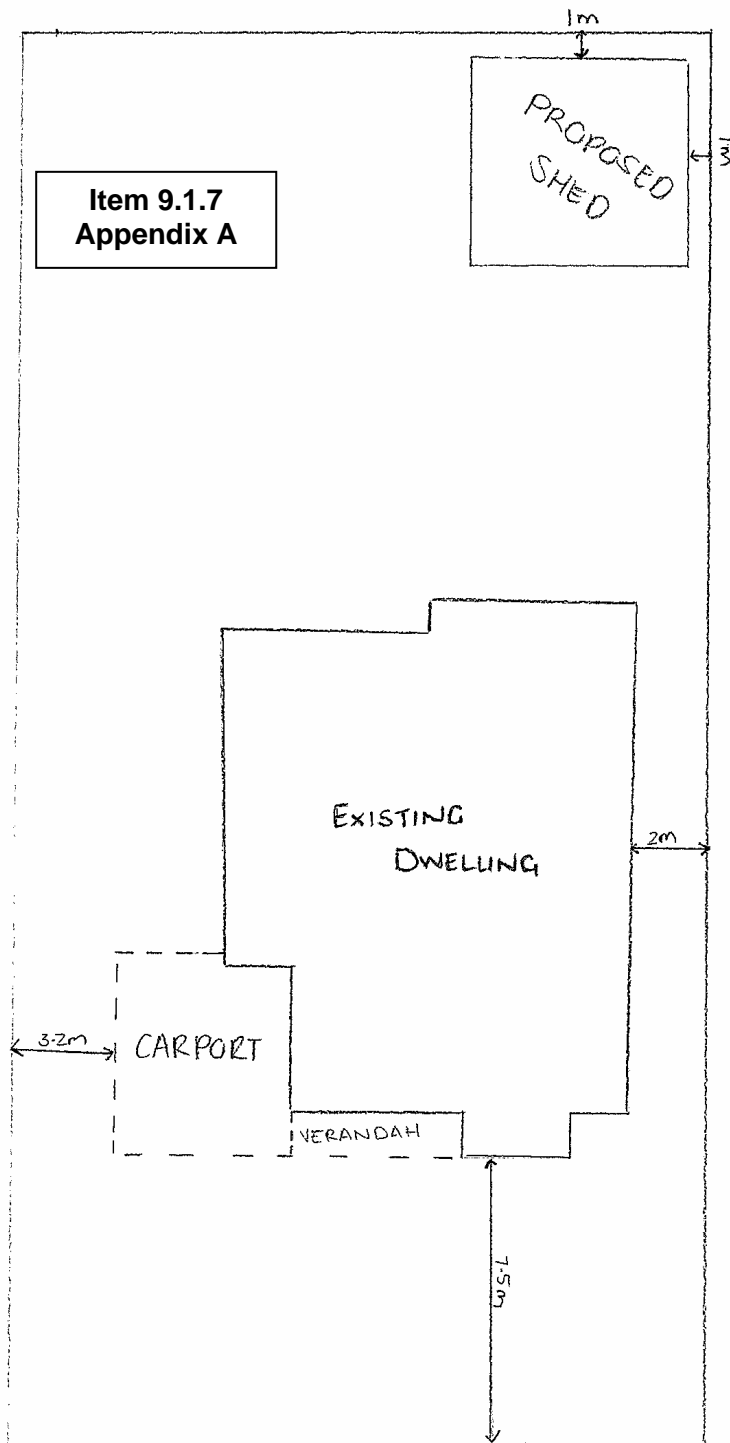 1m
1m
PROPOSED
SHED
Item 9.1.7
Appendix A
EXISTING
DWELLING
2m
3.2m
CARPORT
VERANDAH
7.5m